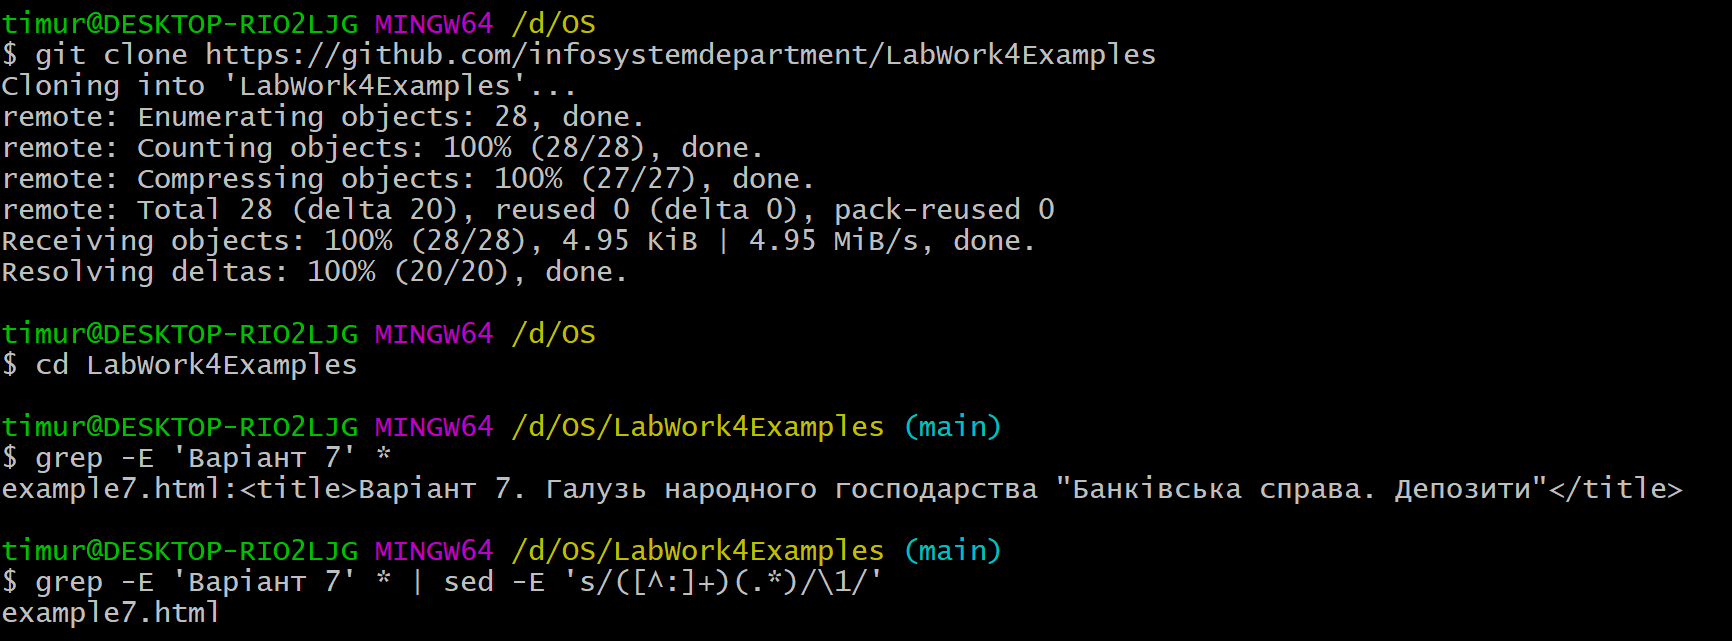 timur@DESKTOP-RIO2LJG MINGW64 /d/OS
$ git clone https://github.com/infosystemdepartment/LabWork4Examples
Cloning into 'LabWork4Examples'...
remote: Enumerating objects: 28, done.
remote: Counting objects: 100% (28/28), done.
remote: Compressing objects: 100% (27/27), done.
remote: Total 28 (delta 20), reused 0 (delta 0), pack-reused 0
Receiving objects: 100% (28/28), 4.95 KiB | 4.95 MiB/s, done.
Resolving deltas: 100% (20/20), done.
timur@DESKTOP-RIO2LJG MINGW64 /d/OS
$ cd LabWork4Examples
timur@DESKTOP-RIO2LJG MINGW64 /d/OS/LabWork4Examples (main)
$ grep -E 'Варіант 7' *
example7.html:<title>Варіант 7. Галузь народного господарства "Банківська справа. Депозити"</title>
timur@DESKTOP-RIO2LJG MINGW64 /d/OS/LabWork4Examples (main)
$ grep -E 'Варіант 7' * | sed -E 's/([^:]+)(.*)/\1/'
example7.html